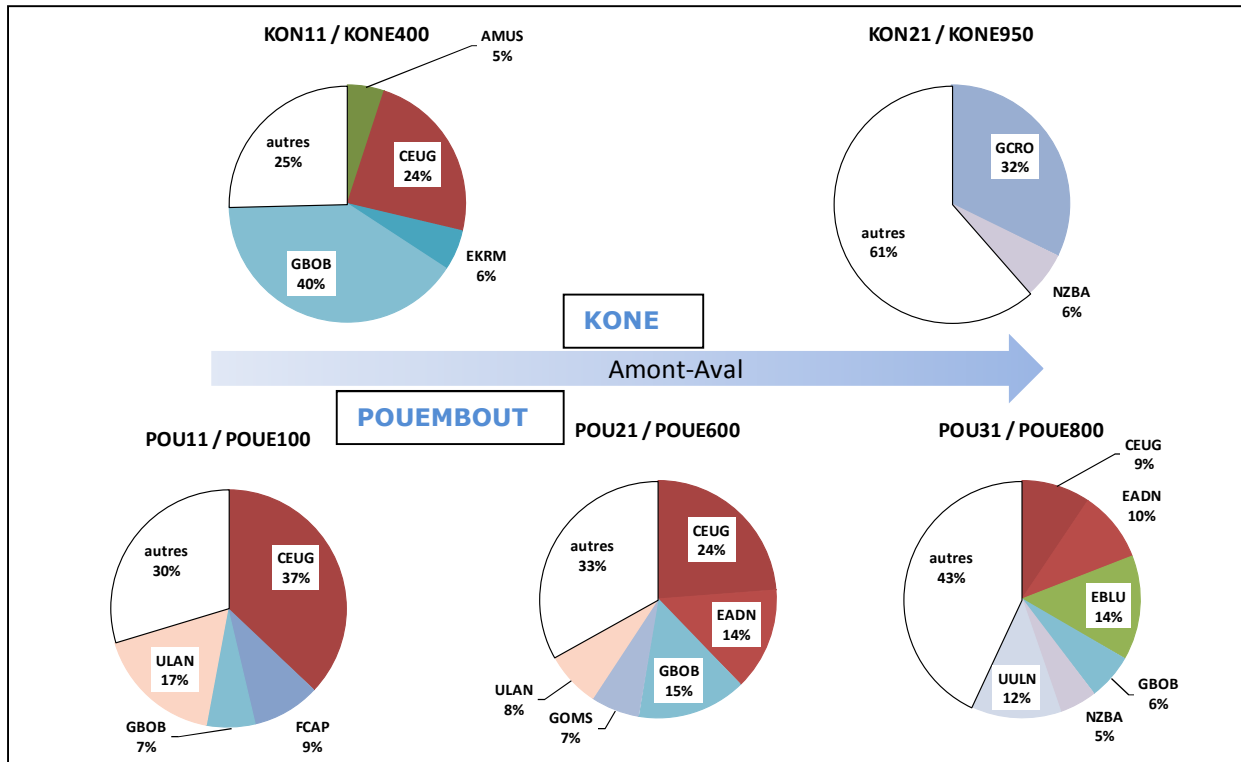 KON11 / KONE400
AMUS
5%
CEUG
24%
EKRM
6%
GBOB
40%
autres
25%
KON21 / KONE950
GCRO
32%
NZBA
6%
autres
61%
KONE
Amont-Aval
POUEMBOUT
POU11 / POUE100
CEUG
37%
FCAP
9%
GBOB
7%
ULAN
17%
autres
30%
POU21 / POUE600
CEUG
24%
EADN
14%
GBOB
15%
GOMS
7%
ULAN
8%
autres
33%
POU31 / POUE800
CEUG
9%
EADN
10%
EBLU
14%
GBOB
6%
NZBA
5%
UULN
12%
autres
43%